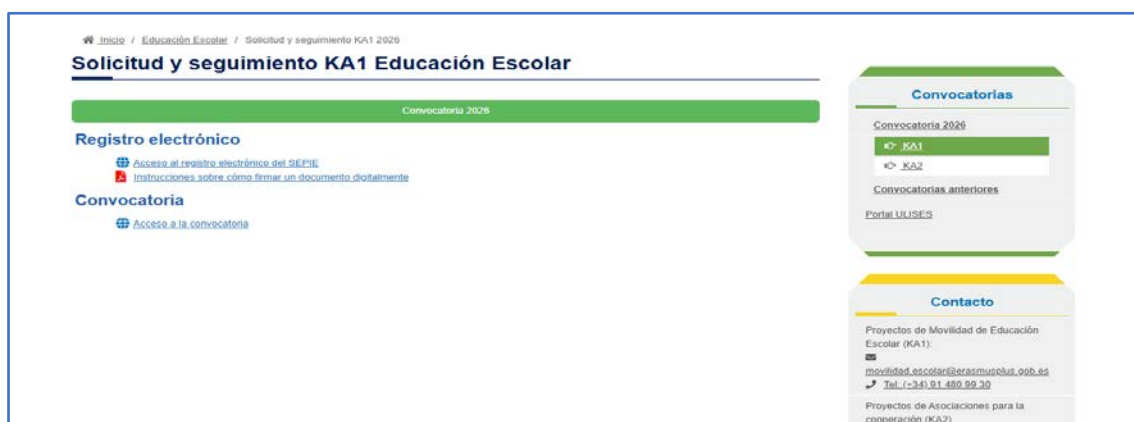 Inicio / Educación Escolar / Solicitud y seguimiento KA1 2026
Solicitud y seguimiento KA1 Educación Escolar
Convocatoria 2026
Registro electrónico
Acceso al registro electrónico del SEPIE
Instrucciones sobre cómo firmar un documento digitalmente
Convocatoria
Acceso a la convocatoria
Convocatorias
Convocatoria 2026
KA1
KA2
Convocatorias anteriores
Portal ULISES
Contacto
Proyectos de Movilidad de Educación
Escolar (KA1):
movilidad.escolar@erasmusplus.gob.es
Tel: (+34) 91 480 99 30
Proyectos de Asociaciones para la
cooperación (KA2)